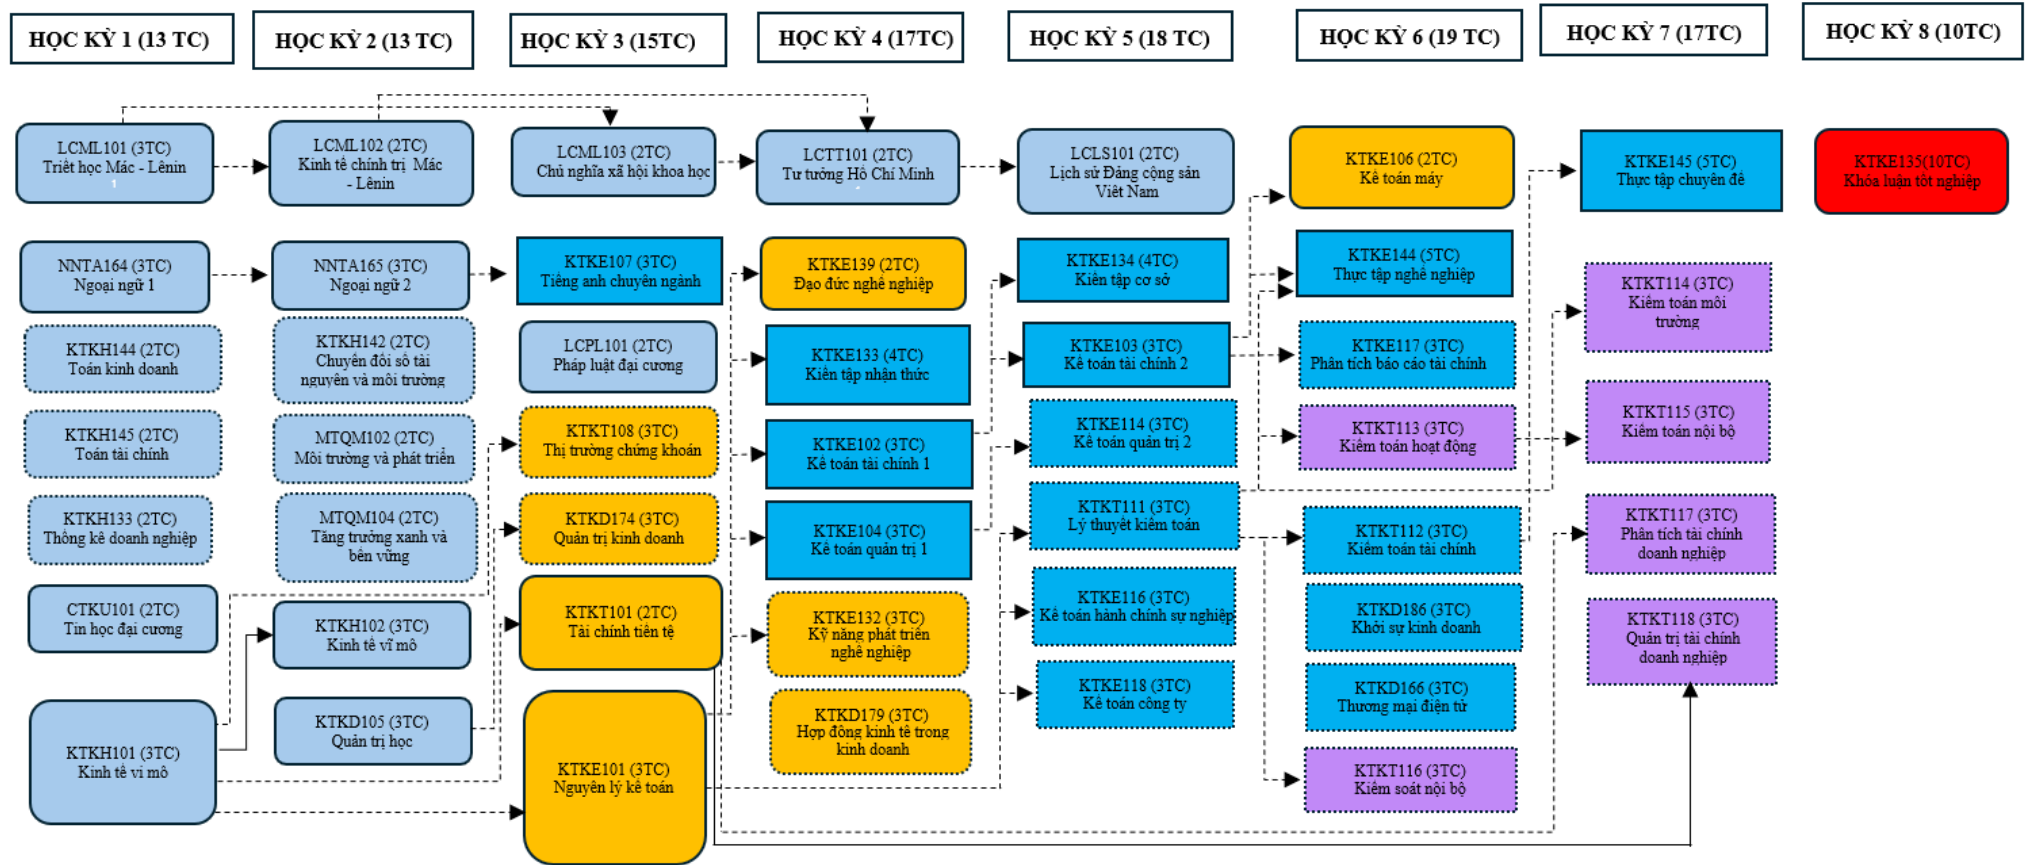 HỌC KỲ 1 (13 TC)
HỌC KỲ 2 (13 TC)
HỌC KỲ 3 (15TC)
HỌC KỲ 4 (17TC)
HỌC KỲ 5 (18 TC)
HỌC KỲ 6 (19 TC)
HỌC KỲ 7 (17TC)
HỌC KỲ 8 (10TC)
LCML101 (3TC)
Triết học Mác - Lênin
1
NNTA164 (3TC)
Ngoại ngữ 1
KTKH144 (2TC)
Toán kinh doanh
KTKH145 (2TC)
Toán tài chính
KTKH133 (2TC)
Thống kê doanh nghiệp
CTKU101 (2TC)
Tin học đại cương
KTKH101 (3TC)
Kinh tế vi mô
LCML102 (2TC)
Kinh tế chính trị Mác
- Lênin
NNTA165 (3TC)
Ngoại ngữ 2
KTKH142 (2TC)
Chuyển đổi số tài
nguyên và môi trường
MTQM102 (2TC)
Môi trường và phát triển
MTQM104 (2TC)
Tăng trưởng xanh và
bền vững
KTKH102 (3TC)
Kinh tế vĩ mô
KTKD105 (3TC)
Quản trị học
LCML103 (2TC)
Chủ nghĩa xã hội khoa học
KTKE107 (3TC)
Tiếng anh chuyên ngành
LCPL101 (2TC)
Pháp luật đại cương
KTKT108 (3TC)
Thị trường chứng khoán
KTKD174 (3TC)
Quản trị kinh doanh
KTKT101 (2TC)
Tài chính tiền tệ
KTKE101 (3TC)
Nguyên lý kế toán
LCTT101 (2TC)
Tư tưởng Hồ Chí Minh
KTKE139 (2TC)
Đạo đức nghề nghiệp
KTKE133 (4TC)
Kiến tập nhận thức
KTKE102 (3TC)
Kế toán tài chính 1
KTKE104 (3TC)
Kế toán quản trị 1
KTKE132 (3TC)
Kỹ năng phát triển
nghề nghiệp
KTKD179 (3TC)
Hợp đồng kinh tế trong
kinh doanh
LCLS101 (2TC)
Lịch sử Đảng cộng sản
Việt Nam
KTKE134 (4TC)
Kiến tập cơ sở
KTKE103 (3TC)
Kế toán tài chính 2
KTKE114 (3TC)
Kế toán quản trị 2
KTKT111 (3TC)
Lý thuyết kiểm toán
KTKE116 (3TC)
Kế toán hành chính sự nghiệp
KTKE118 (3TC)
Kế toán công ty
KTKE106 (2TC)
Kế toán máy
KTKE144 (5TC)
Thực tập nghề nghiệp
KTKE117 (3TC)
Phân tích báo cáo tài chính
KTKT113 (3TC)
Kiểm toán hoạt động
KTKT112 (3TC)
Kiểm toán tài chính
KTKD186 (3TC)
Khởi sự kinh doanh
KTKD166 (3TC)
Thương mại điện tử
KTKT116 (3TC)
Kiểm soát nội bộ
KTKE145 (5TC)
Thực tập chuyên đề
KTKT114 (3TC)
Kiểm toán môi
trường
KTKT115 (3TC)
Kiểm toán nội bộ
KTKT117 (3TC)
Phân tích tài chính
doanh nghiệp
KTKT118 (3TC)
Quản trị tài chính
doanh nghiệp
KTKE135(10TC)
Khóa luận tốt nghiệp